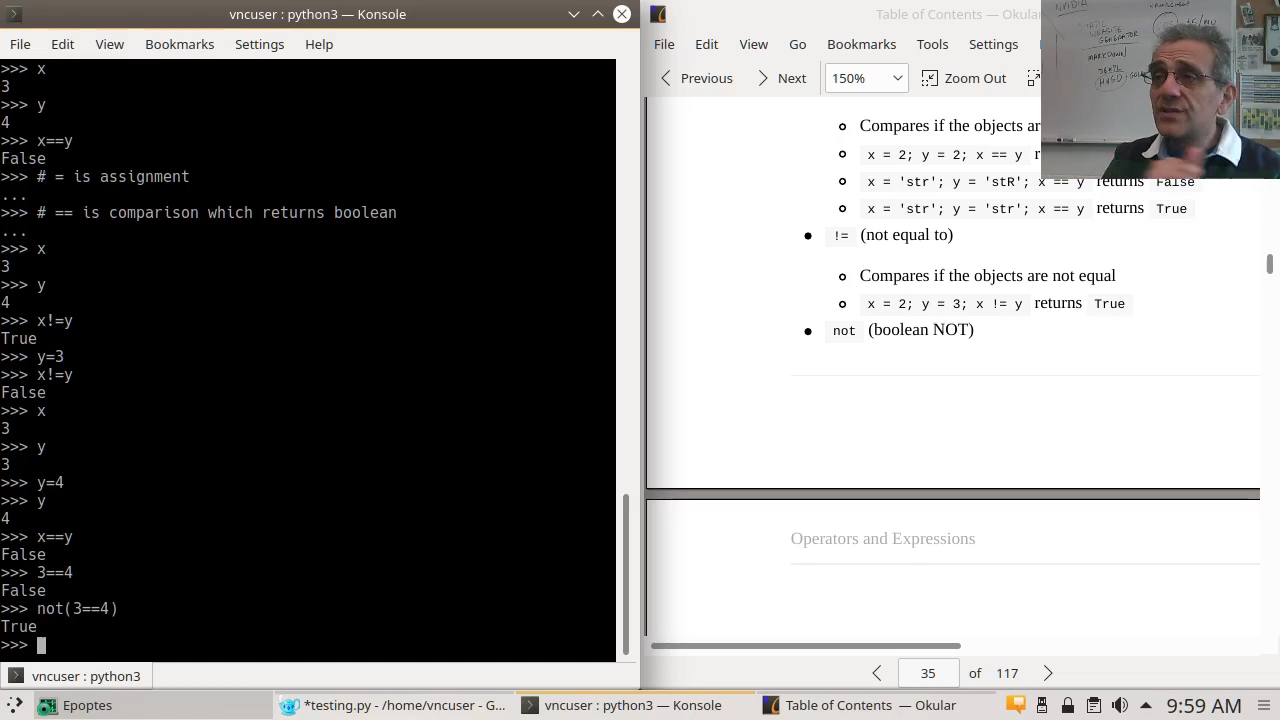 vncuser : python3 — Konsole
File Edit View Bookmarks Settings Help
>>> x
3
>>> y
4
>>> x==y
False
>>> # = is assignment
...
>>> # == is comparison which returns boolean
...
>>> x
3
>>> y
4
>>> x!=y
True
>>> y=3
>>> x!=y
False
>>> x
3
>>> y
3
>>> y=4
>>> y
4
>>> x==y
False
>>> 3==4
False
>>> not(3==4)
True
>>>
vncuser : python3
Table of Contents — Okular
File Edit View Go Bookmarks Tools Settings
Previous Next 150% Zoom Out
Compares if the objects ar
x = 2; y = 2; x == y r
x = 'str'; y = 'stR'; x == y returns False
x = 'str'; y = 'str'; x == y returns True
!= (not equal to)
Compares if the objects are not equal
x = 2; y = 3; x != y returns True
not (boolean NOT)
Operators and Expressions
35 of 117
NVIDIA
STATIC
WEBSITE
GENERATOR
MARKDOWN
Epoptes
*testing.py - /home/vncuser - G...
vncuser : python3 — Konsole
Table of Contents — Okular
9:59 AM